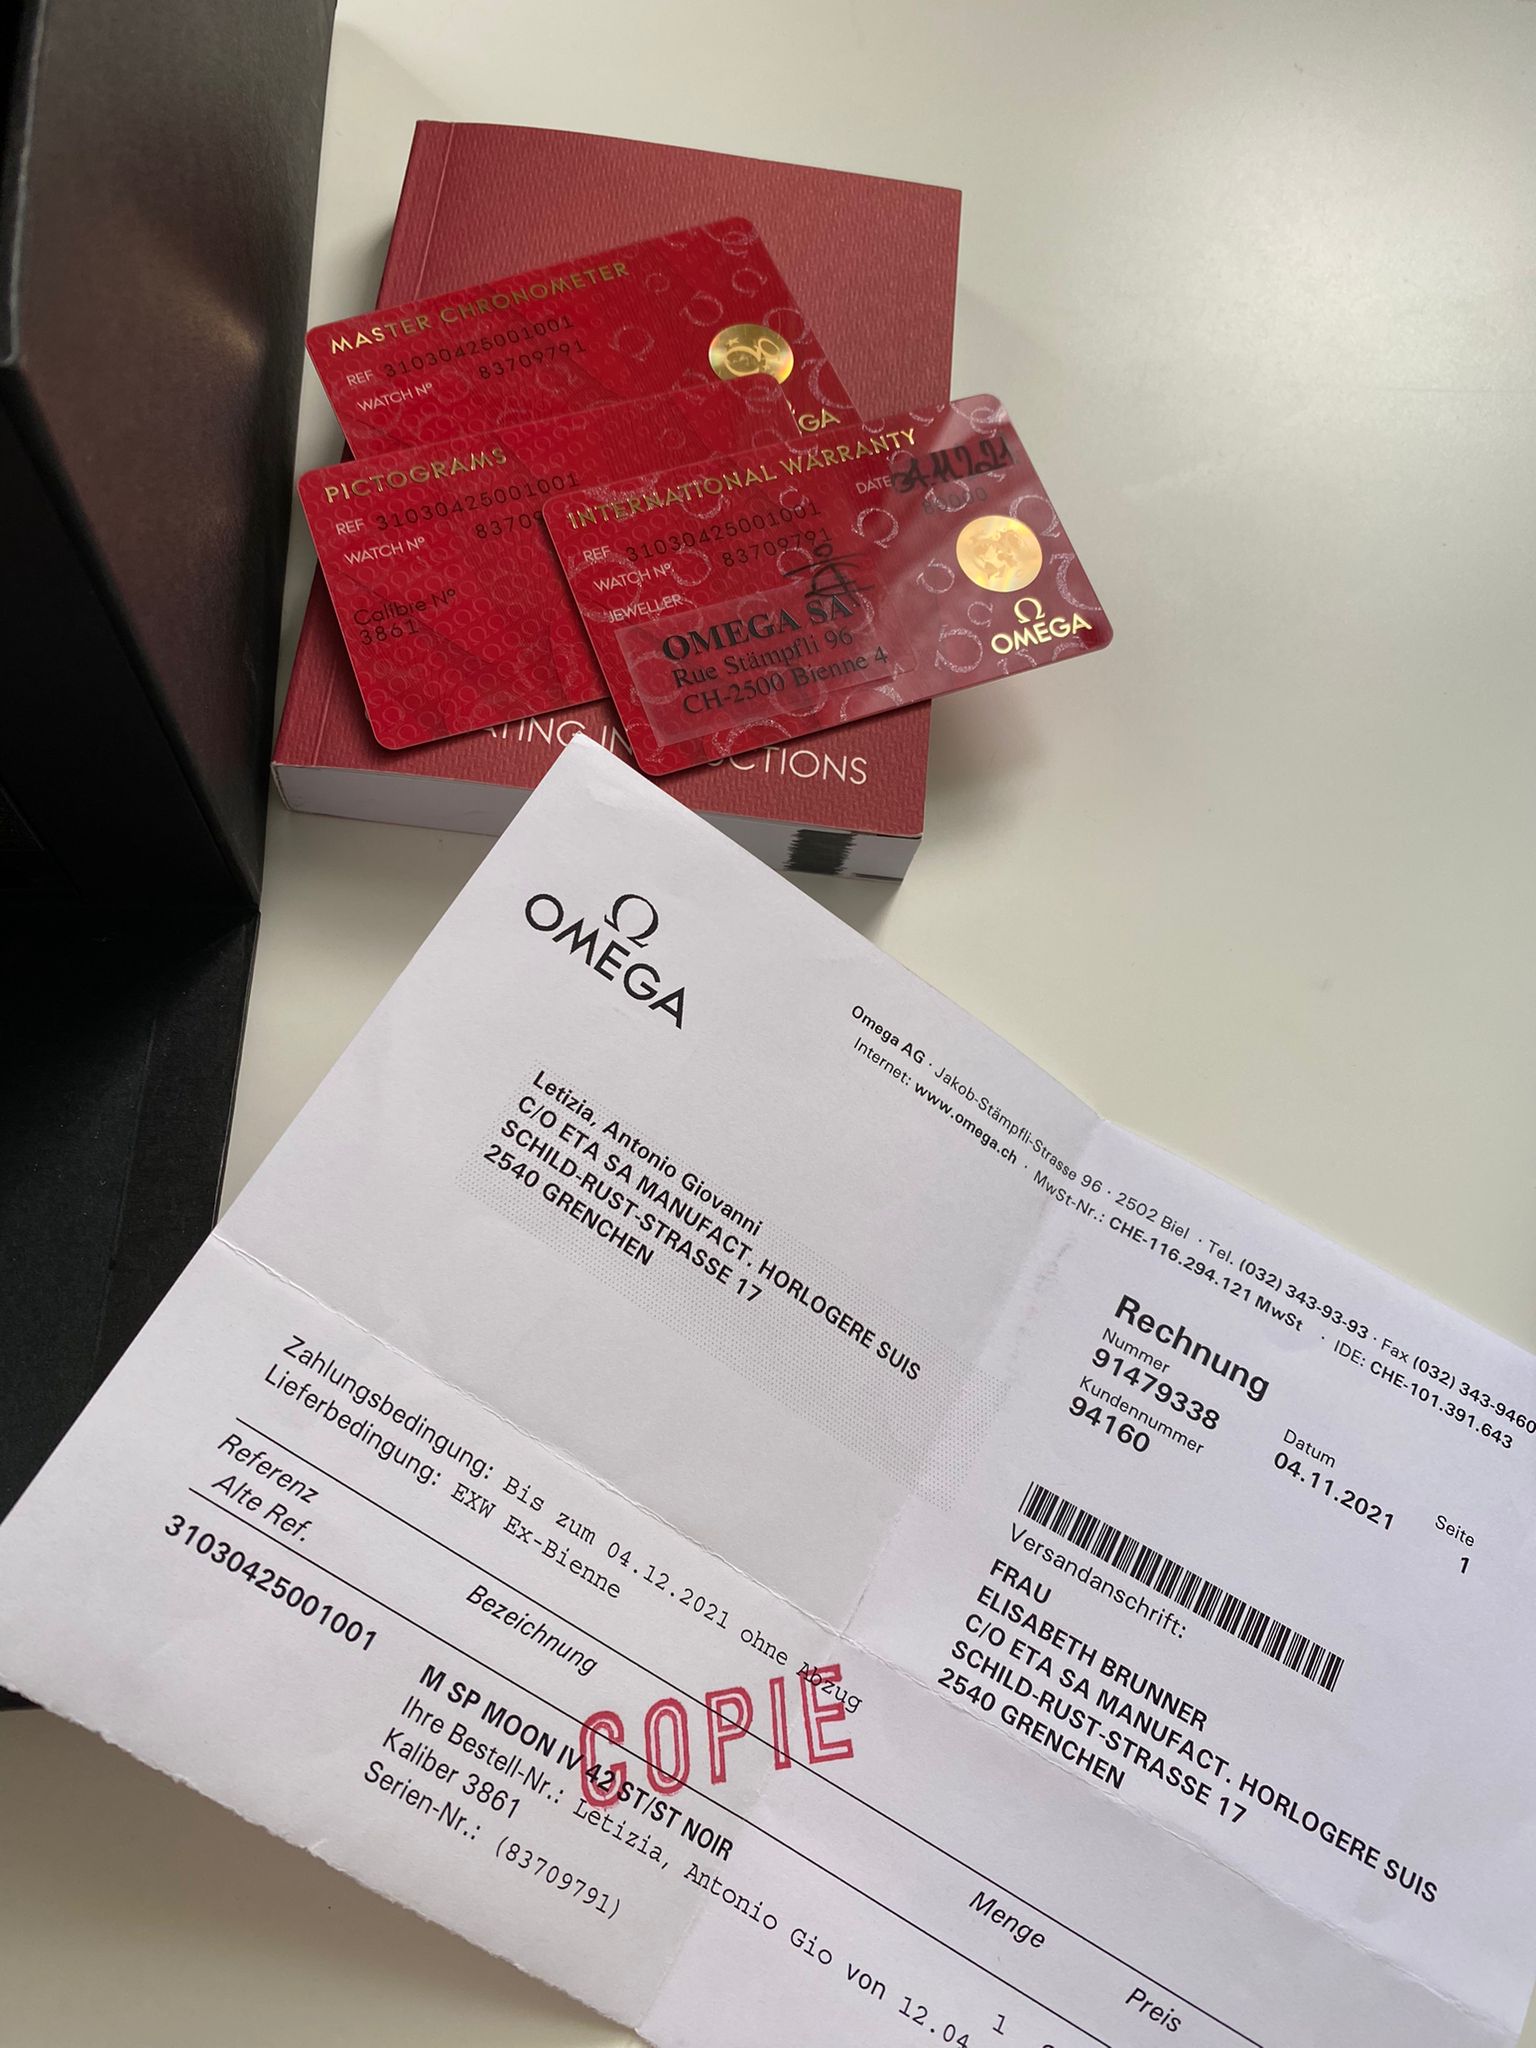 MASTER CHRONOMETER
REF 31030425001001
WATCH Nº 83709791
GA
PICTOGRAMS
REF 31030425001001
WATCH Nº 8370
Calibre Nº
3861
INTERNATIONAL WARRANTY
DATE
REF 31030425001001
WATCH Nº 83709791
JEWELLER
OMEGA SA
Rue Stämpfli 96
CH-2500 Bienne 4
Ω
OMEGA
ATING IN UCTIONS
Ω
OMEGA
Omega AG · Jakob-Stämpfli-Strasse 96 · 2502 Biel · Tel. (032) 343-93-93 · Fax (032) 343-9460
Internet: www.omega.ch · MwSt-Nr.: CHE-116.294.121 MwSt · IDE: CHE-101.391.643
Letizia, Antonio Giovanni
C/O ETA SA MANUFACT. HORLOGERE SUIS
SCHILD-RUST-STRASSE 17
2540 GRENCHEN
Rechnung
Nummer
91479338
Kundennummer
94160
Datum
04.11.2021
Seite
1
Versandanschrift:
FRAU
ELISABETH BRUNNER
C/O ETA SA MANUFACT. HORLOGERE SUIS
SCHILD-RUST-STRASSE 17
2540 GRENCHEN
Zahlungsbedingung: Bis zum 04.12.2021 ohne Abzug
Lieferbedingung: EXW Ex-Bienne
Referenz Bezeichnung Menge Preis
Alte Ref.
31030425001001
M SP MOON IV 42 ST/ST NOIR
1
Ihre Bestell-Nr.: Letizia, Antonio Gio von 12.04
Kaliber 3861
Serien-Nr.: (83709791)
COPIE